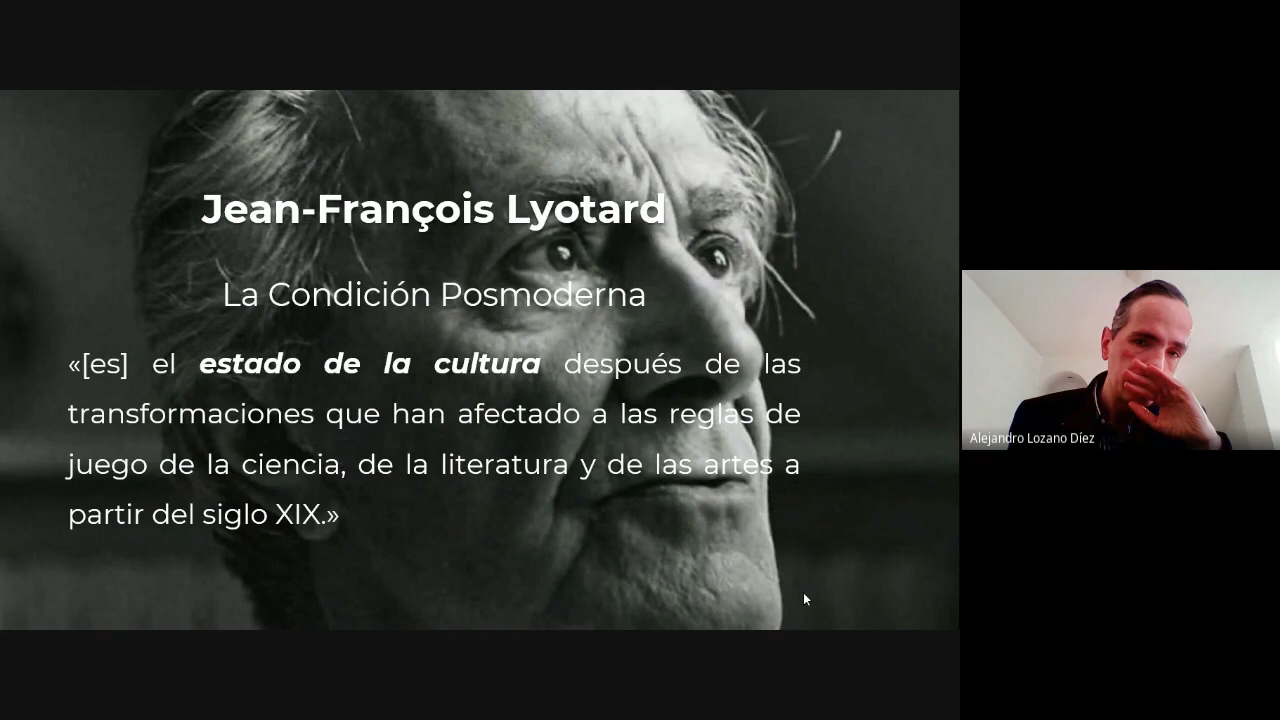 Jean-François Lyotard
La Condición Posmoderna
«[es] el estado de la cultura después de las
transformaciones que han afectado a las reglas de
juego de la ciencia, de la literatura y de las artes a
partir del siglo XIX.»
Alejandro Lozano Díez